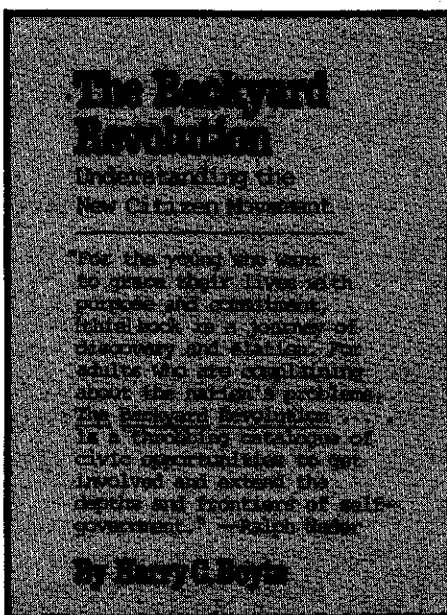 The Backyard
Revolution
Understanding the
New Citizen Movement
"For the young who want
to grace their lives with
purpose and commitment,
this book is a journey of
discovery and
adults who are complaining
about the nation's problems,
The Backyard Revolution . . .
is a catalogue of
civic opportunities to get
involved and extend the
depths and frontiers of self-
government." —Ralph Nader
By Harry C. Boyte